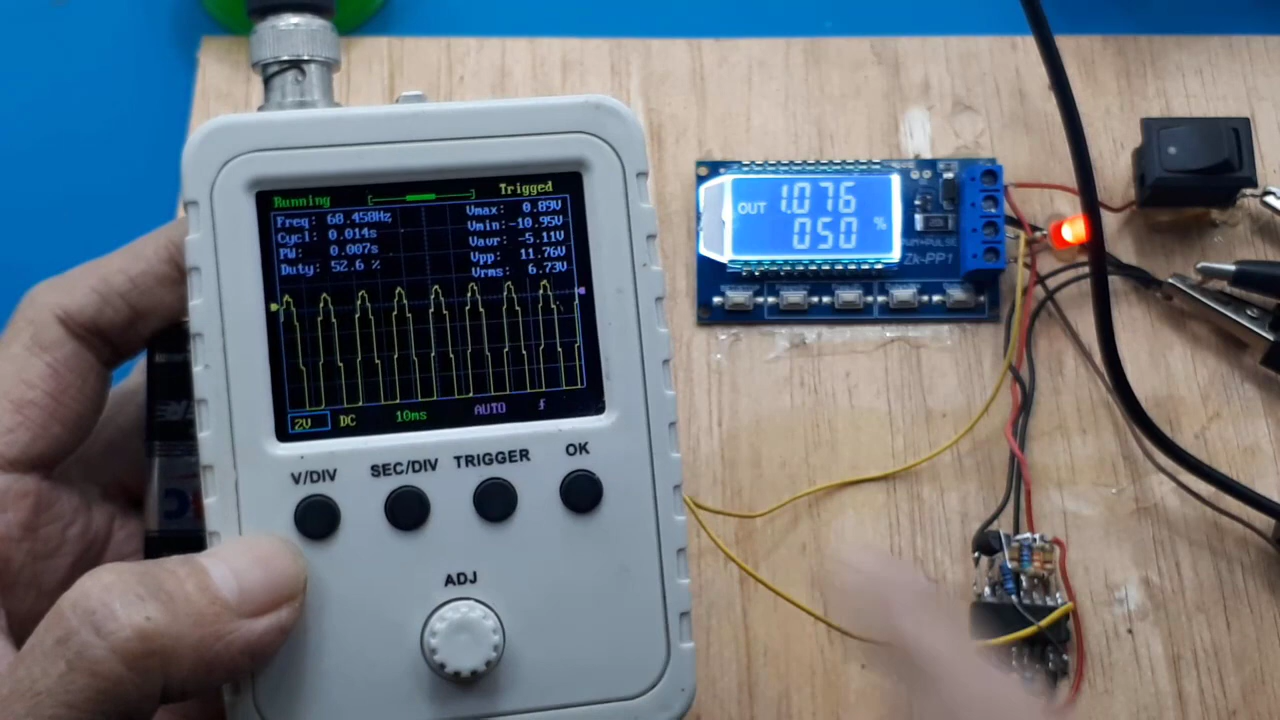 Running
Trigged
Freq: 68.458Hz
Cycl: 0.014s
PW: 0.007s
Duty: 52.6 %
Vmax: 0.89V
Vmin:-10.95V
Vavr: -5.11V
Vpp: 11.76V
Vrms: 6.73V
2V DC 10ms AUTO
V/DIV SEC/DIV TRIGGER OK
ADJ
OUT 1.076
050 %
PWM+PULSE
ZK-PP1